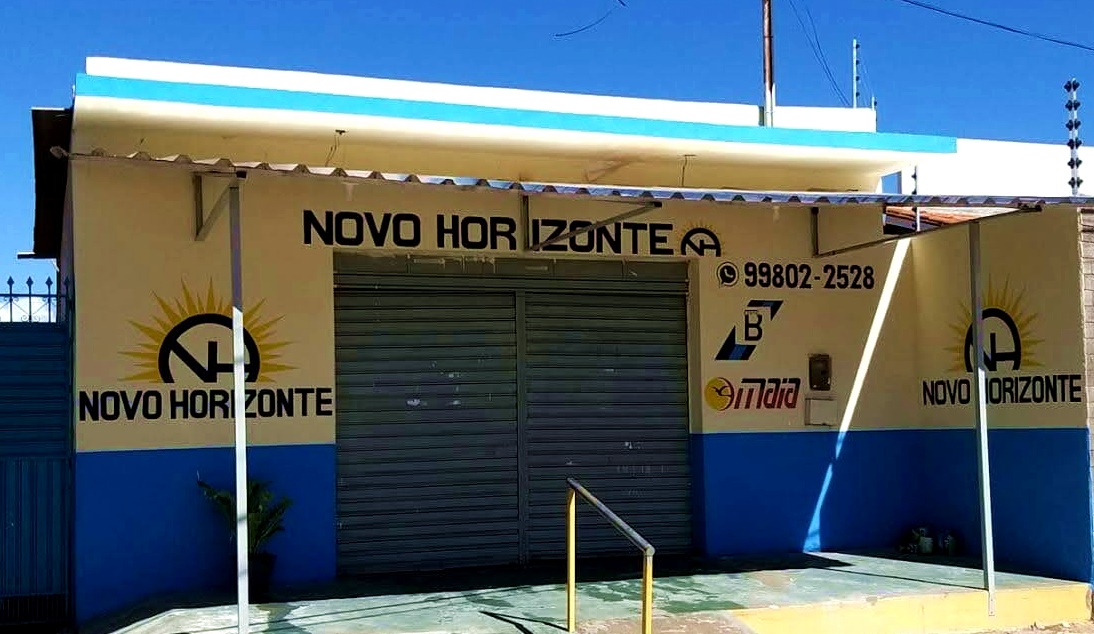 NOVO HORIZONTE NH
99802-2528
B
maia
NH
NOVO HORIZONTE
NH
NOVO HORIZONTE